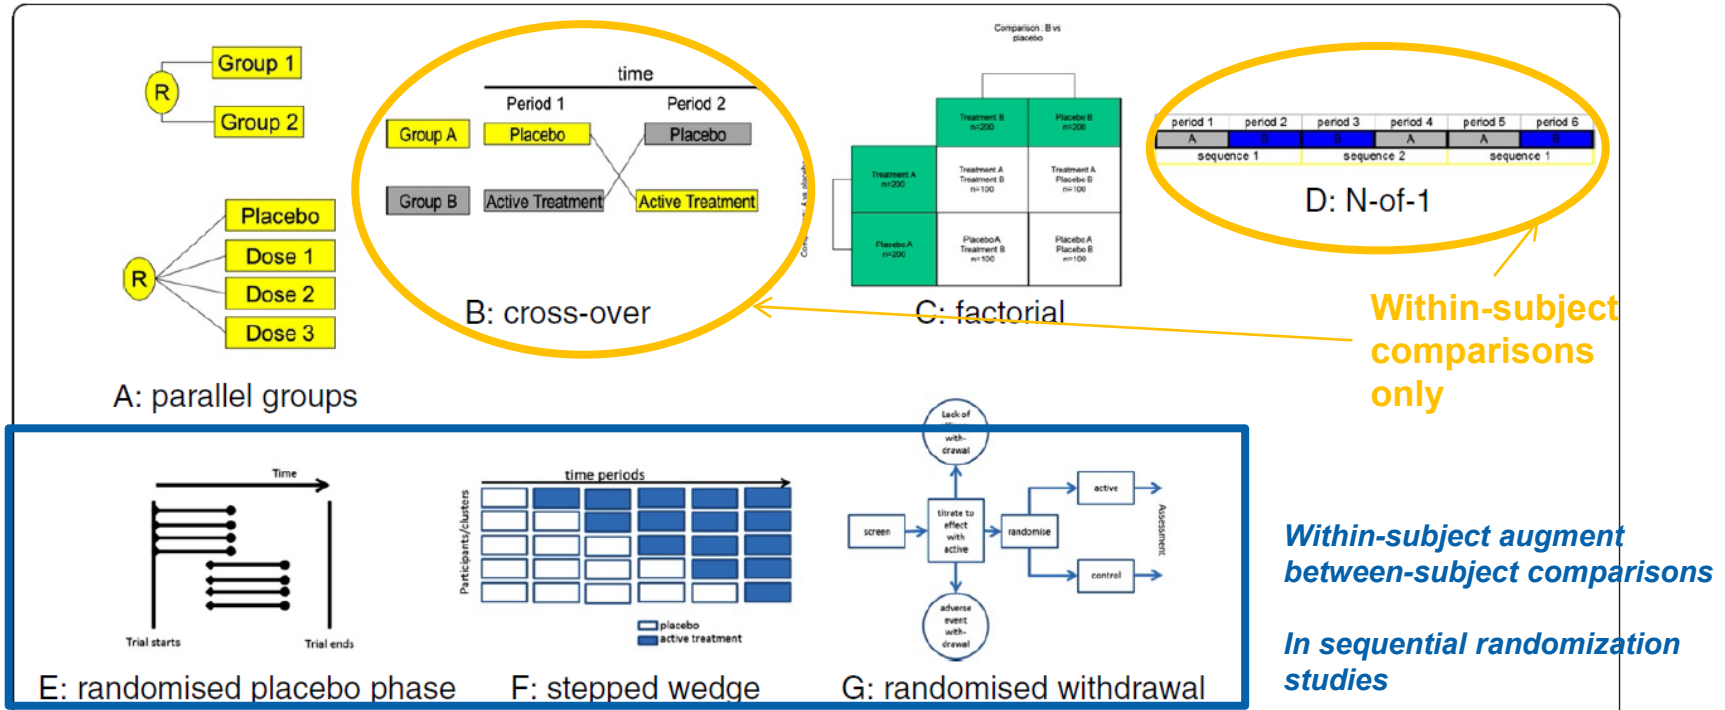 Group 1
R
Group 2
Placebo
Dose 1
R
Dose 2
Dose 3
A: parallel groups
time
Period 1 Period 2
Group A Placebo Placebo
Group B Active Treatment Active Treatment
B: cross-over
Comparison: B vs
placebo
Treatment B
n=200
Placebo B
n=200
Treatment A
n=200
Treatment A
Treatment B
n=100
Treatment A
Placebo B
n=100
Placebo A
n=200
Placebo A
Treatment B
n=100
Placebo A
Placebo B
n=100
A vs placebo
C: factorial
period 1 period 2 period 3 period 4 period 5 period 6
A B B A A B
sequence 1 sequence 2 sequence 1
D: N-of-1
Within-subject
comparisons
only
Time
Trial starts Trial ends
E: randomised placebo phase
time periods
Participants/clusters
placebo
active treatment
F: stepped wedge
Lack of
with-
drawal
screen
titrate to
effect
with
active
randomise
active
control
Assessment
adverse
event
with-
drawal
G: randomised withdrawal
Within-subject augment
between-subject comparisons
In sequential randomization
studies